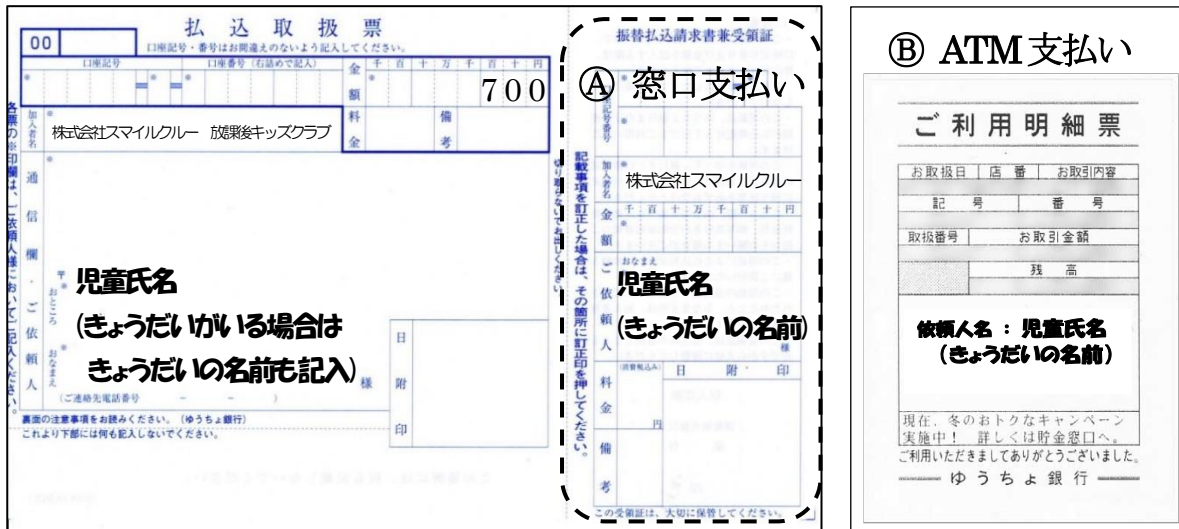 払込取扱票
00
口座記号・番号はお間違えのないよう記入してください。
口座記号
口座番号(右詰めで記入)
金額
千百十万千百十円
700
加入者名
株式会社スマイルクルー 放課後キッズクラブ
料金
備考
各票の※印欄は、ご依頼人様においてご記入ください。
通信欄・ご依頼人
〒
おところ
児童氏名
(きょうだいがいる場合は
きょうだいの名前も記入)
おなまえ
様
(ご連絡先電話番号 - - )
日附印
裏面の注意事項をお読みください。(ゆうちょ銀行)
これより下部には何も記入しないでください。
切り取らないでお出しください。
記載事項を訂正した場合は、その箇所に訂正印を押してください。
振替払込請求書兼受領証
Ⓐ 窓口支払い
加入者名
株式会社スマイルクルー
金額
千百十万千百十円
ご依頼人
おなまえ
児童氏名
(きょうだいの名前)
様
(消費税込み)
料金
円
日附印
備考
この受領証は、大切に保管してください。
Ⓑ ATM支払い
ご利用明細票
お取扱日 店番 お取引内容
記号 番号
取扱番号 お取引金額
残高
依頼人名 : 児童氏名
(きょうだいの名前)
現在、冬のおトクなキャンペーン
実施中! 詳しくは貯金窓口へ。
ご利用いただきましてありがとうございました。
ゆうちょ銀行